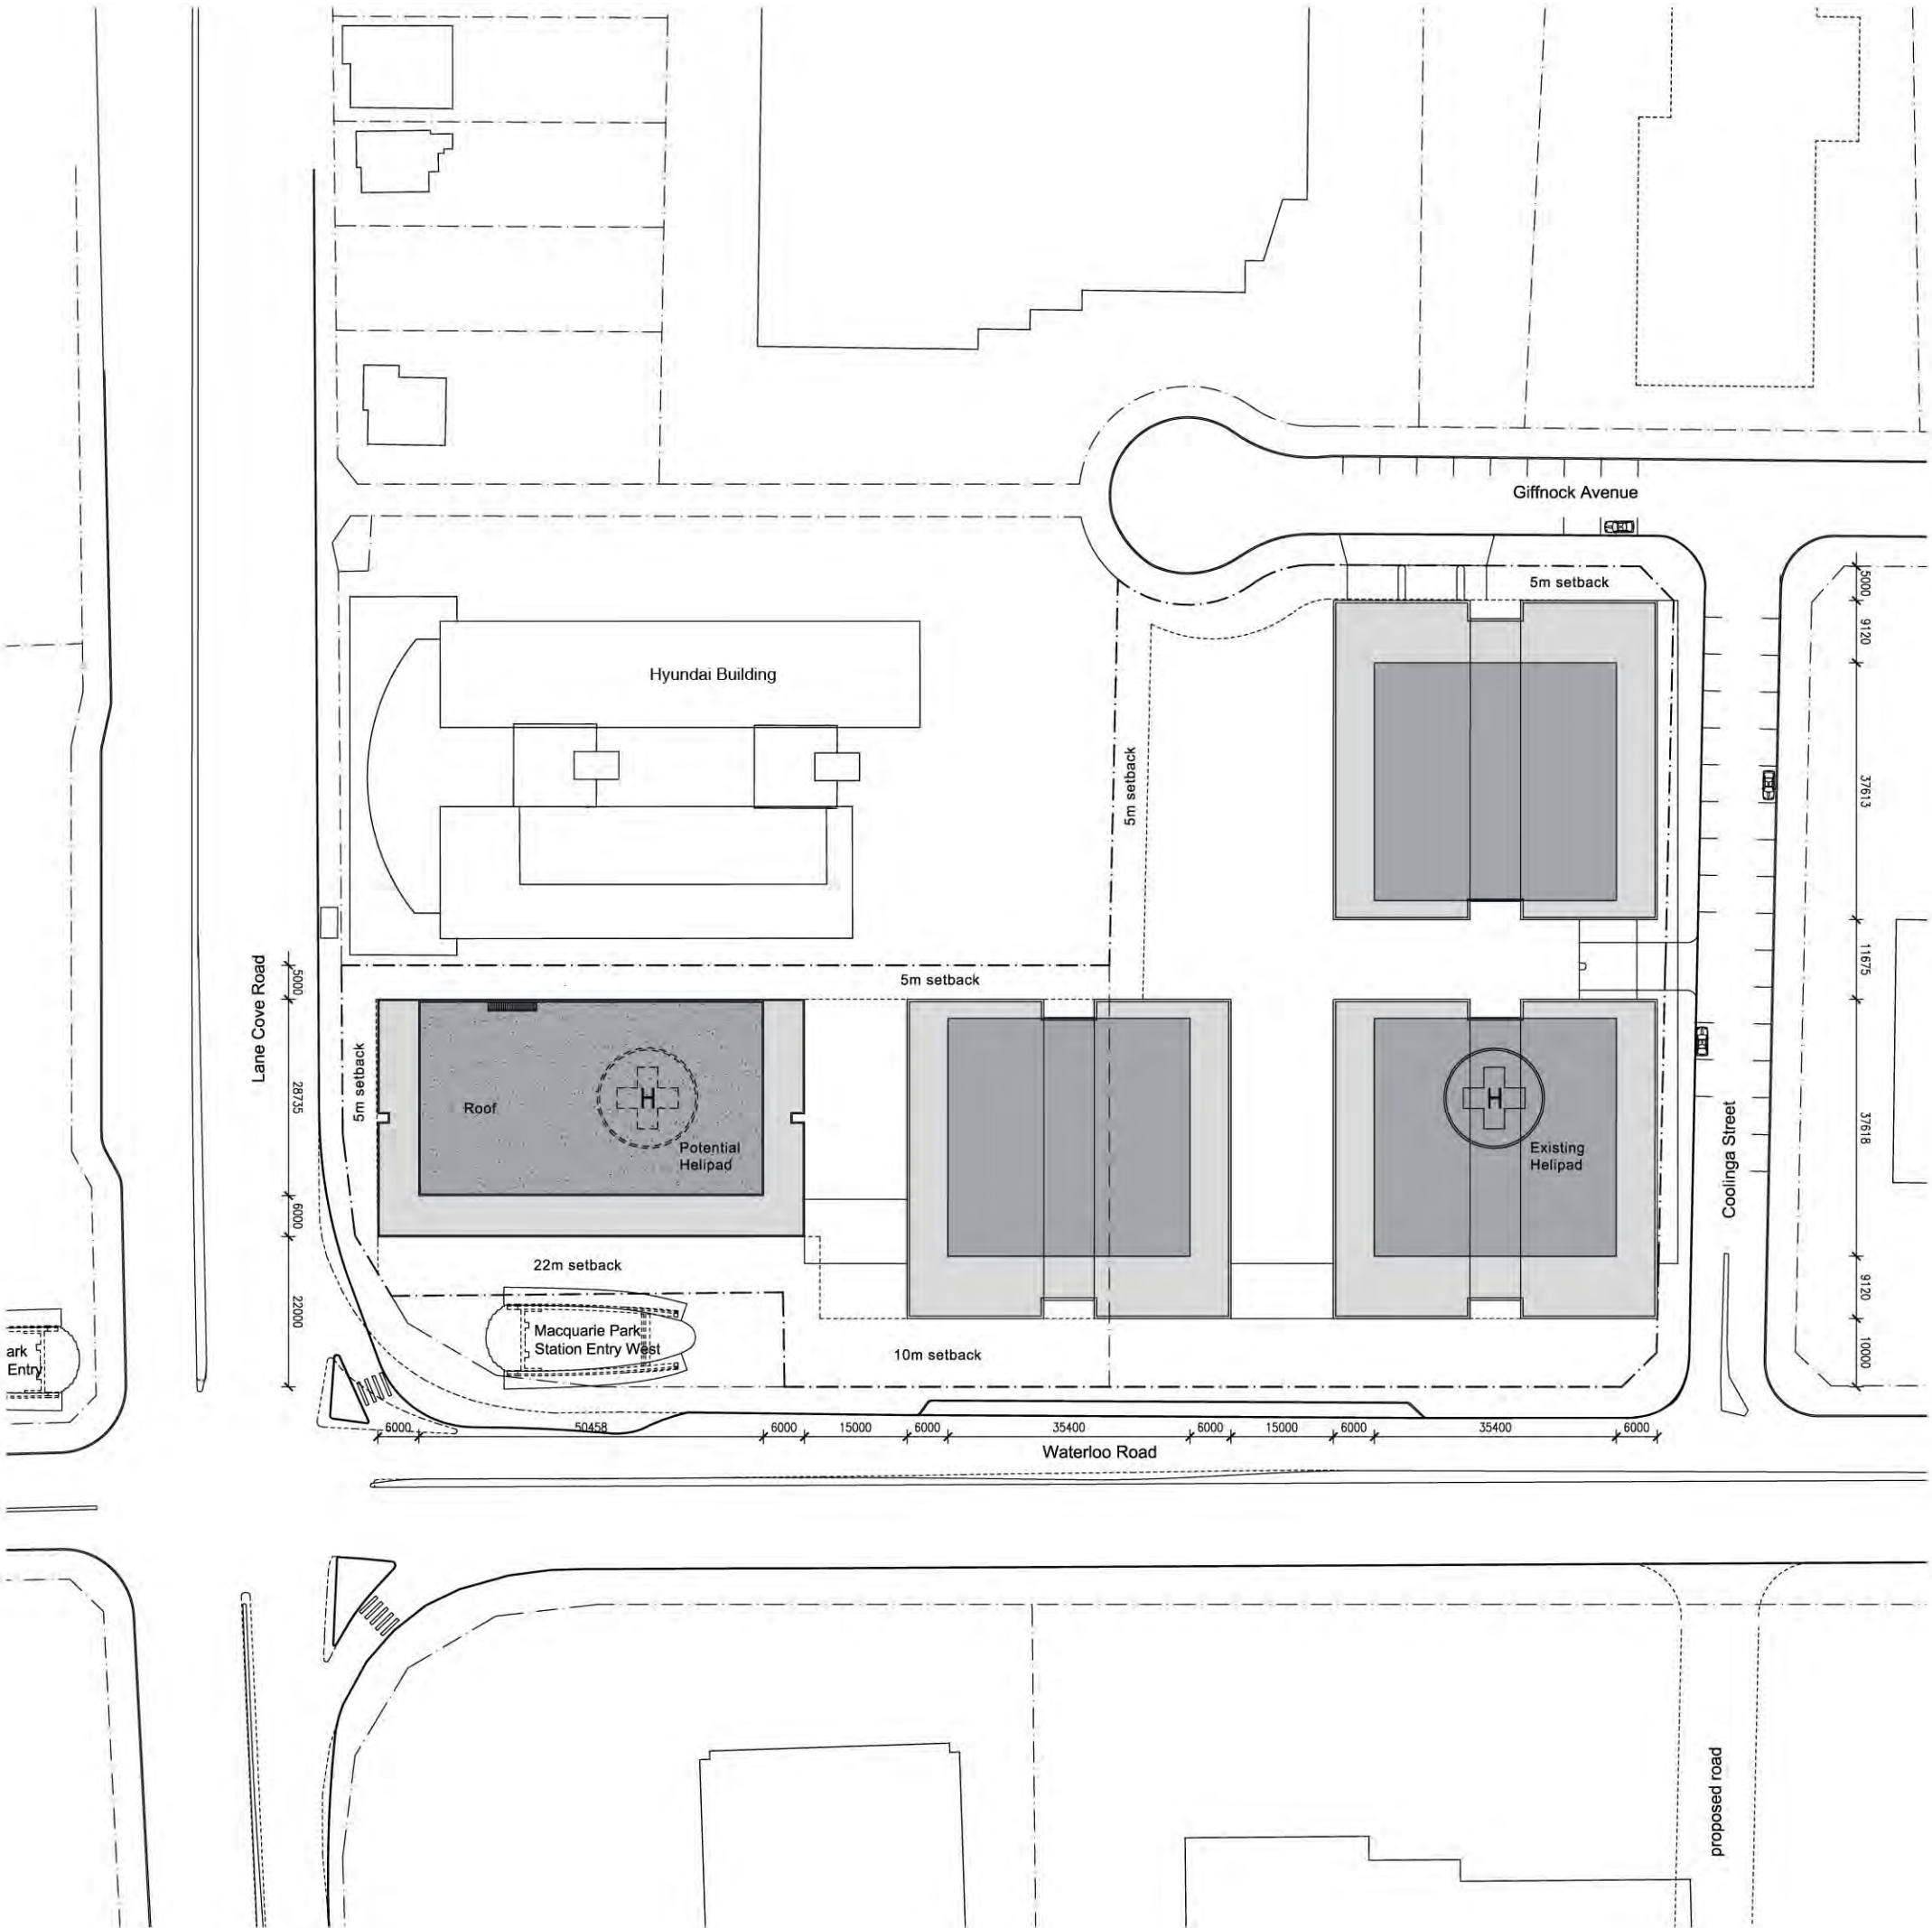 Giffnock Avenue
5m setback
5000
9120
Hyundai Building
5m setback
37613
Lane Cove Road
5000
5m setback
11675
5m setback
28735
Roof
H
Potential
Helipad
H
Existing
Helipad
Coolinga Street
37618
6000
22m setback
22000
9120
Macquarie Park
Station Entry West
ark
Entry
10m setback
10000
6000
50458
6000
15000
6000
35400
6000
15000
6000
35400
6000
Waterloo Road
proposed road